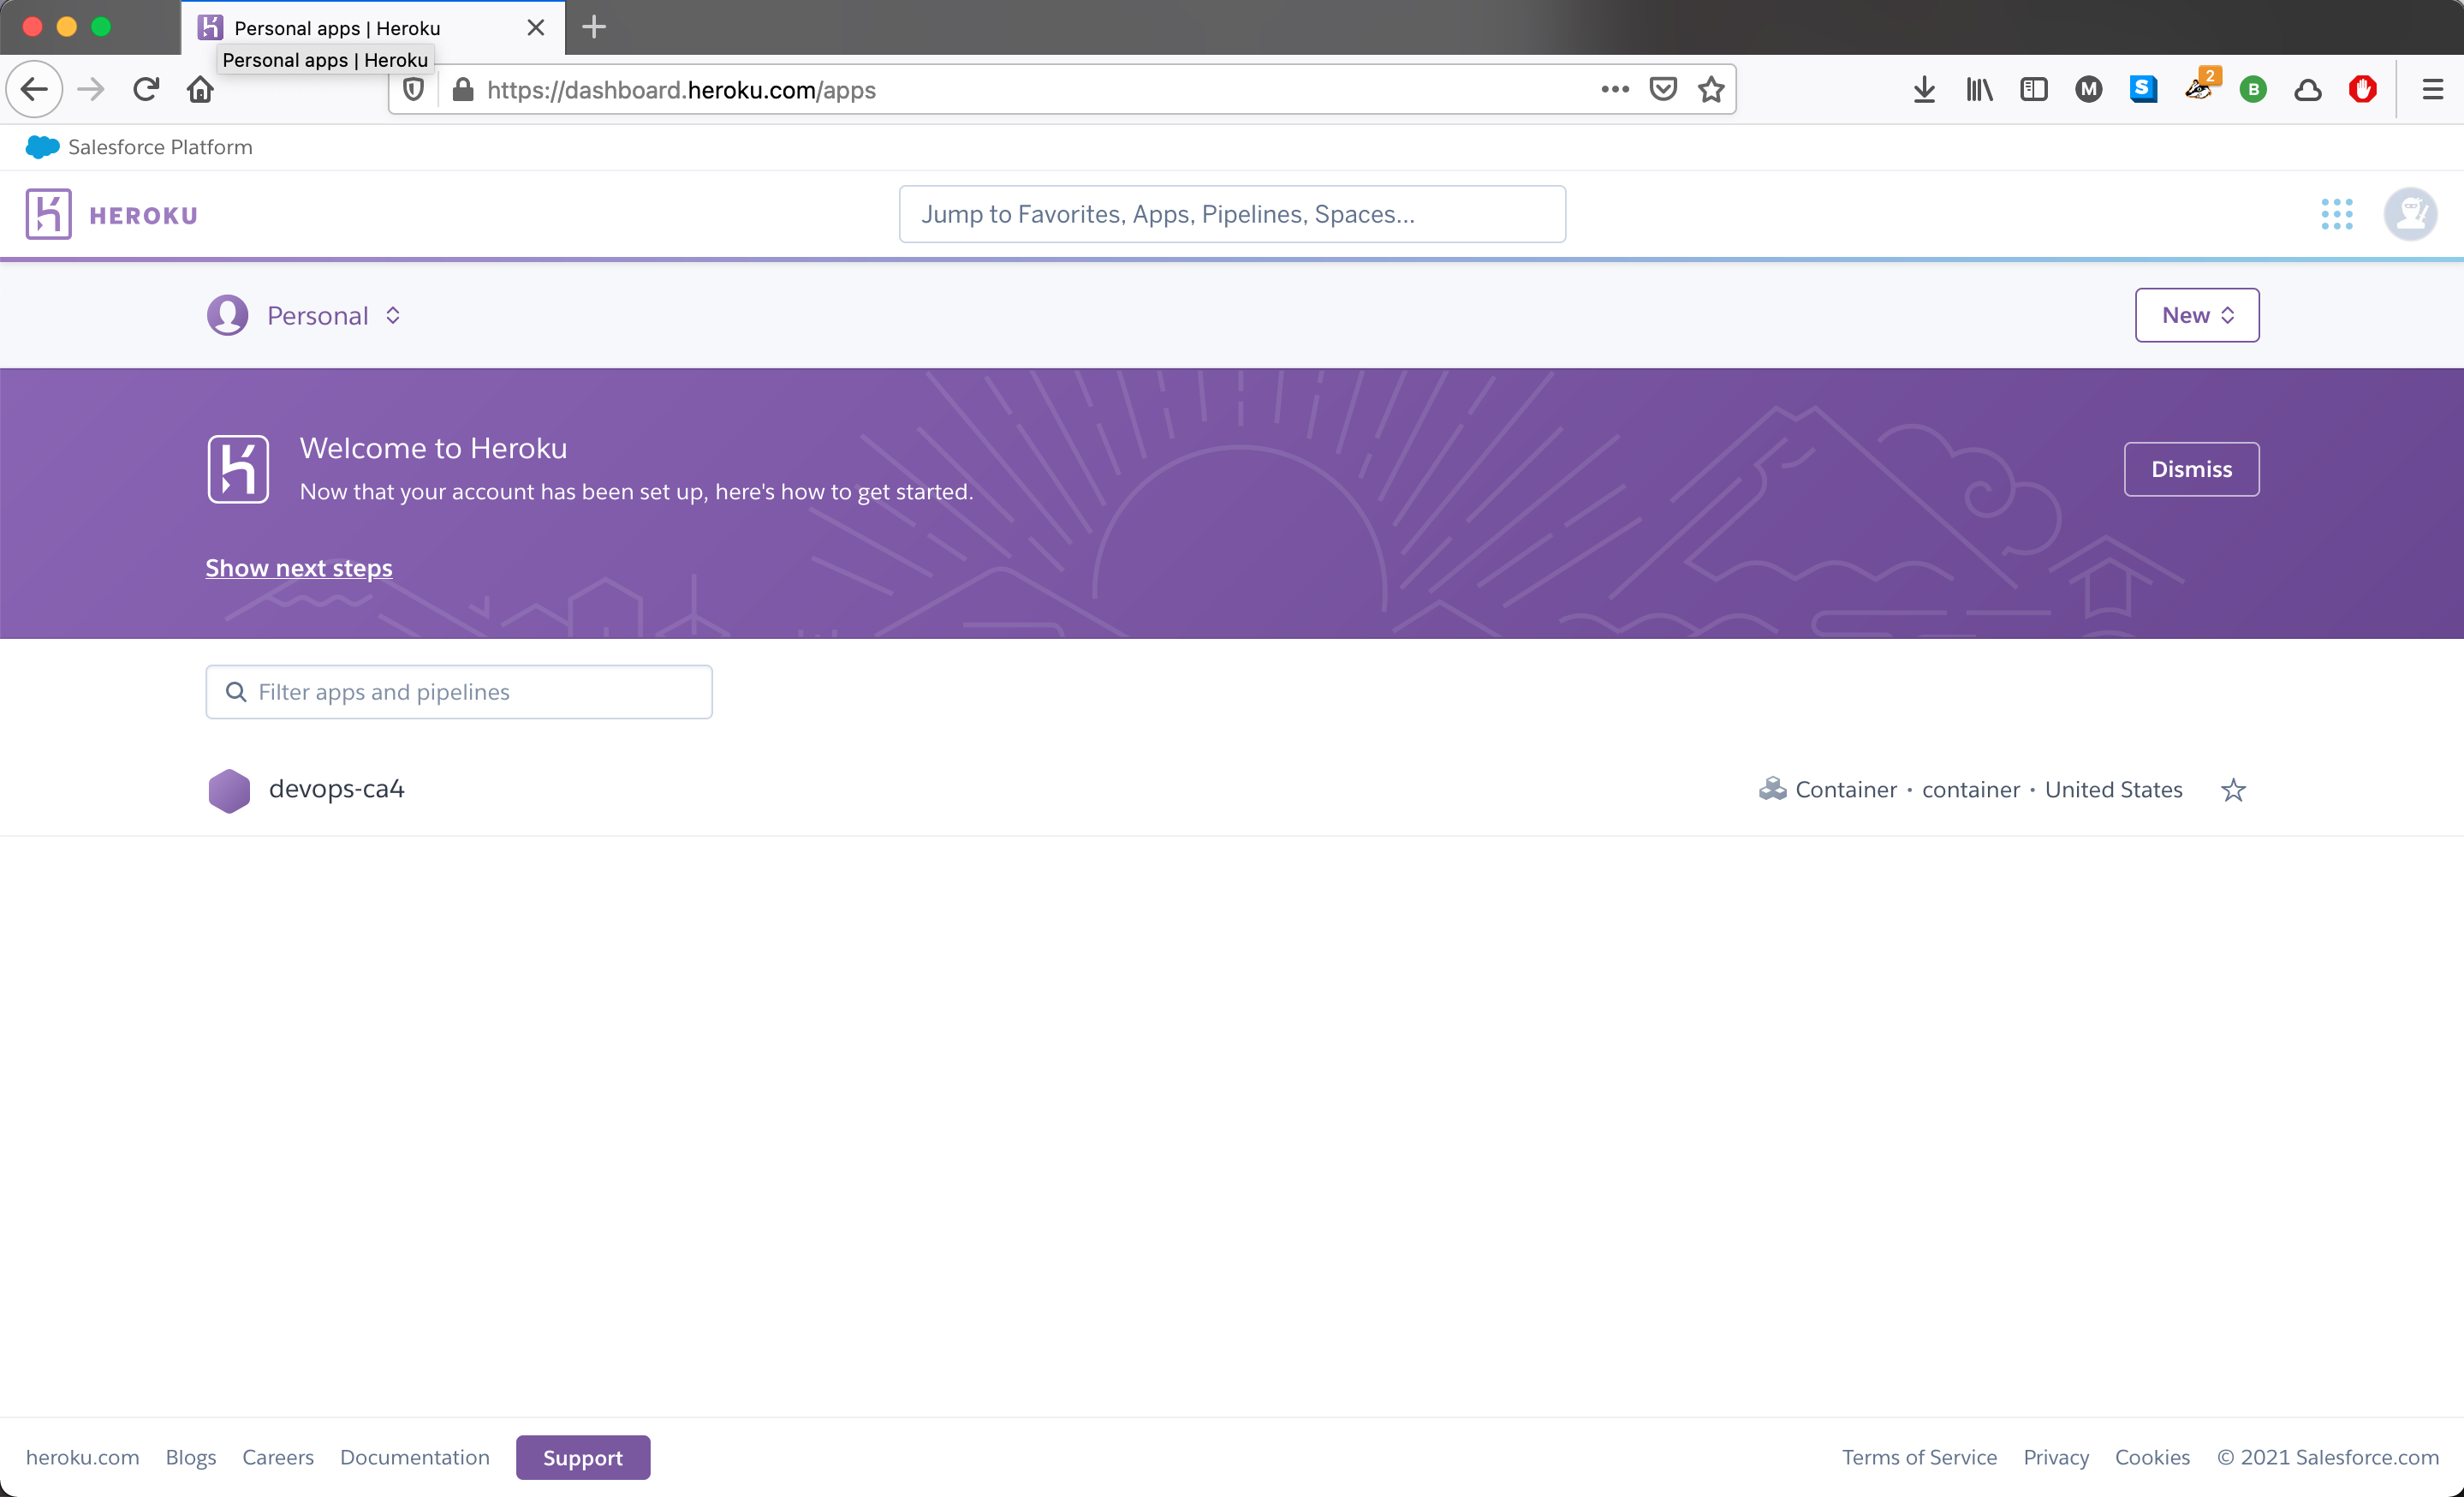 Personal apps | Heroku
Personal apps | Heroku
https://dashboard.heroku.com/apps
M
S
2
B
Salesforce Platform
HEROKU
Jump to Favorites, Apps, Pipelines, Spaces...
Personal
New
Welcome to Heroku
Now that your account has been set up, here's how to get started.
Dismiss
Show next steps
Filter apps and pipelines
devops-ca4
Container • container • United States
heroku.com Blogs Careers Documentation Support Terms of Service Privacy Cookies © 2021 Salesforce.com